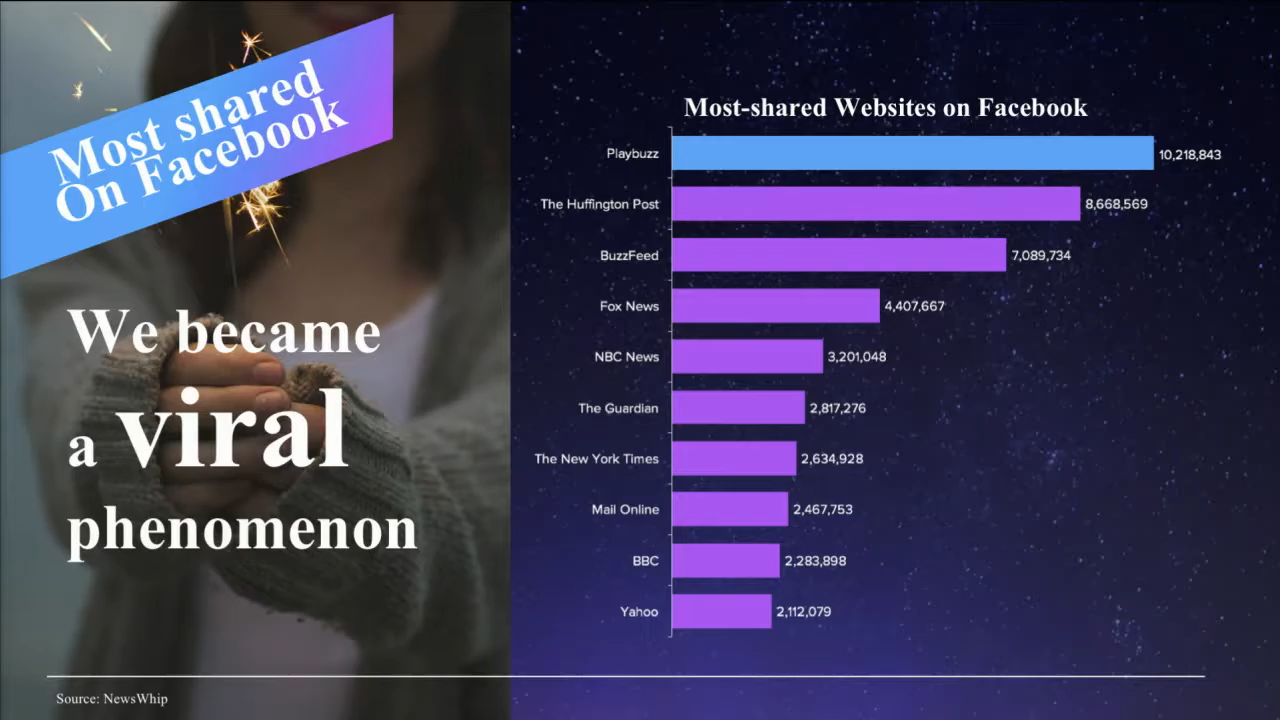 Most shared
On Facebook
We became
a viral
phenomenon
Most-shared Websites on Facebook
Playbuzz 10,218,843
The Huffington Post 8,668,569
BuzzFeed 7,089,734
Fox News 4,407,667
NBC News 3,201,048
The Guardian 2,817,276
The New York Times 2,634,928
Mail Online 2,467,753
BBC 2,283,898
Yahoo 2,112,079
Source: NewsWhip